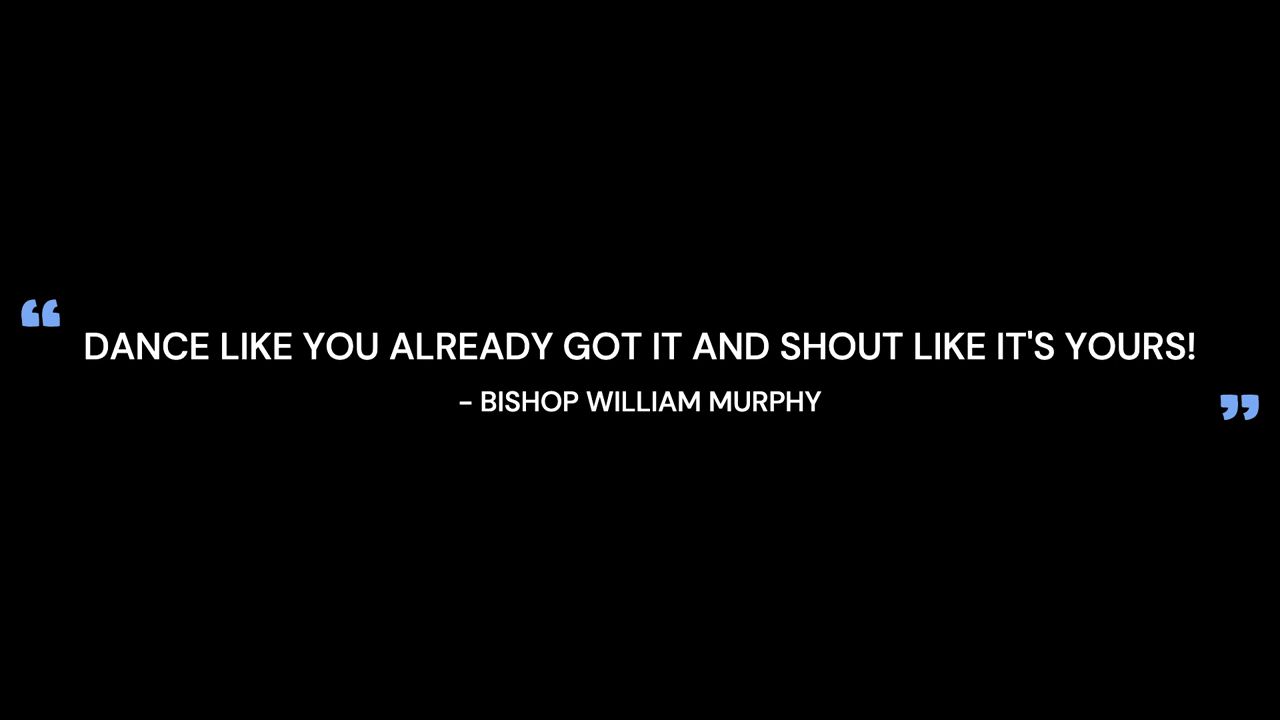 “
DANCE LIKE YOU ALREADY GOT IT AND SHOUT LIKE IT'S YOURS!
– BISHOP WILLIAM MURPHY
”